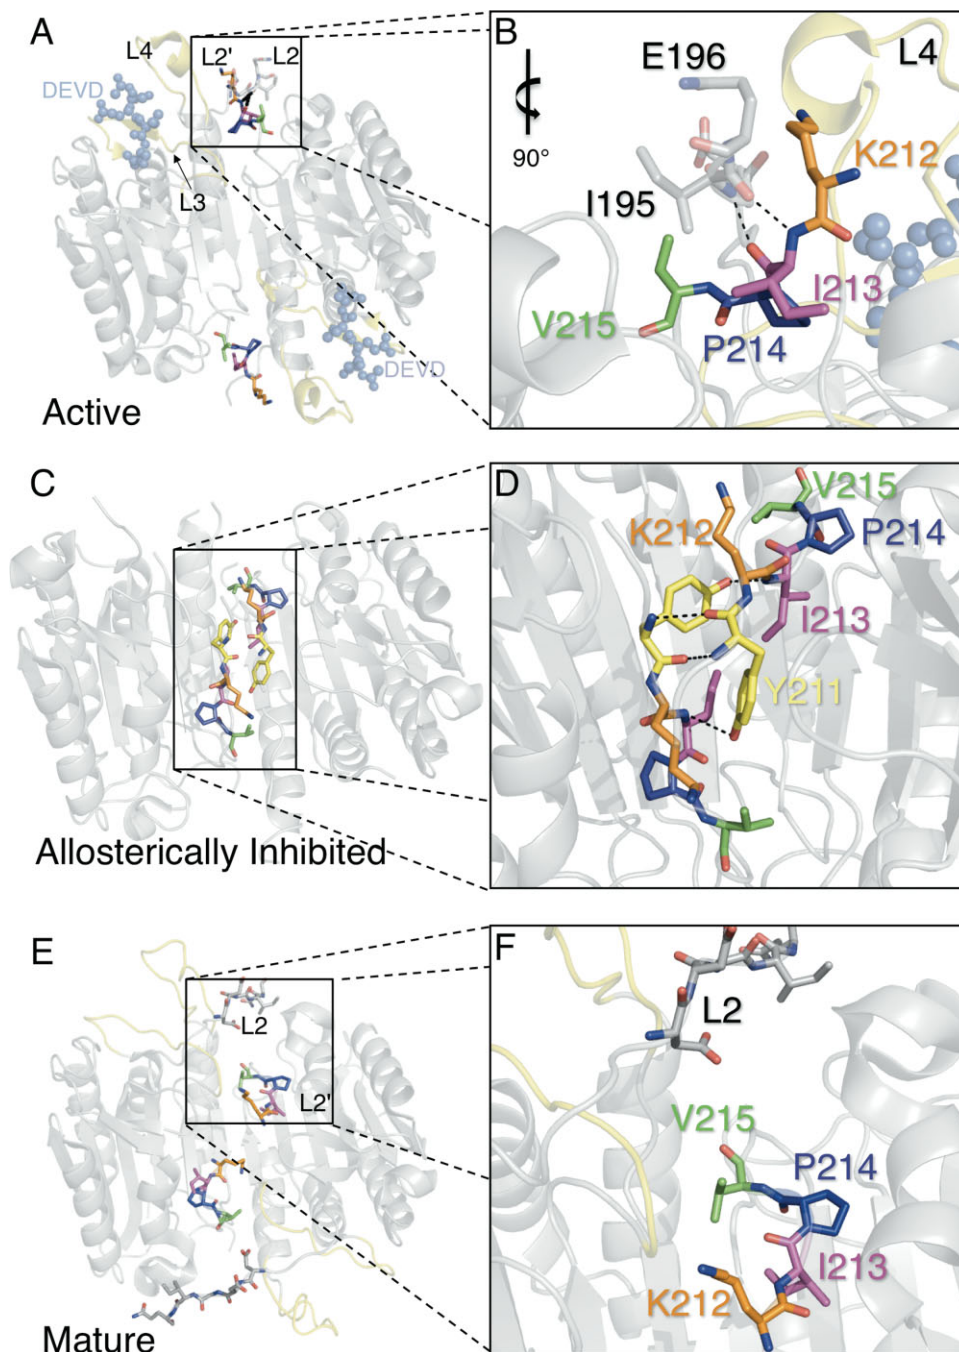 A
L4
L2'
L2
DEVD
L3
DEVD
Active
B
90°
E196
L4
K212
I195
I213
V215
P214
C
Allosterically Inhibited
D
V215
K212
P214
I213
Y211
E
L2
L2'
Mature
F
L2
V215
P214
I213
K212